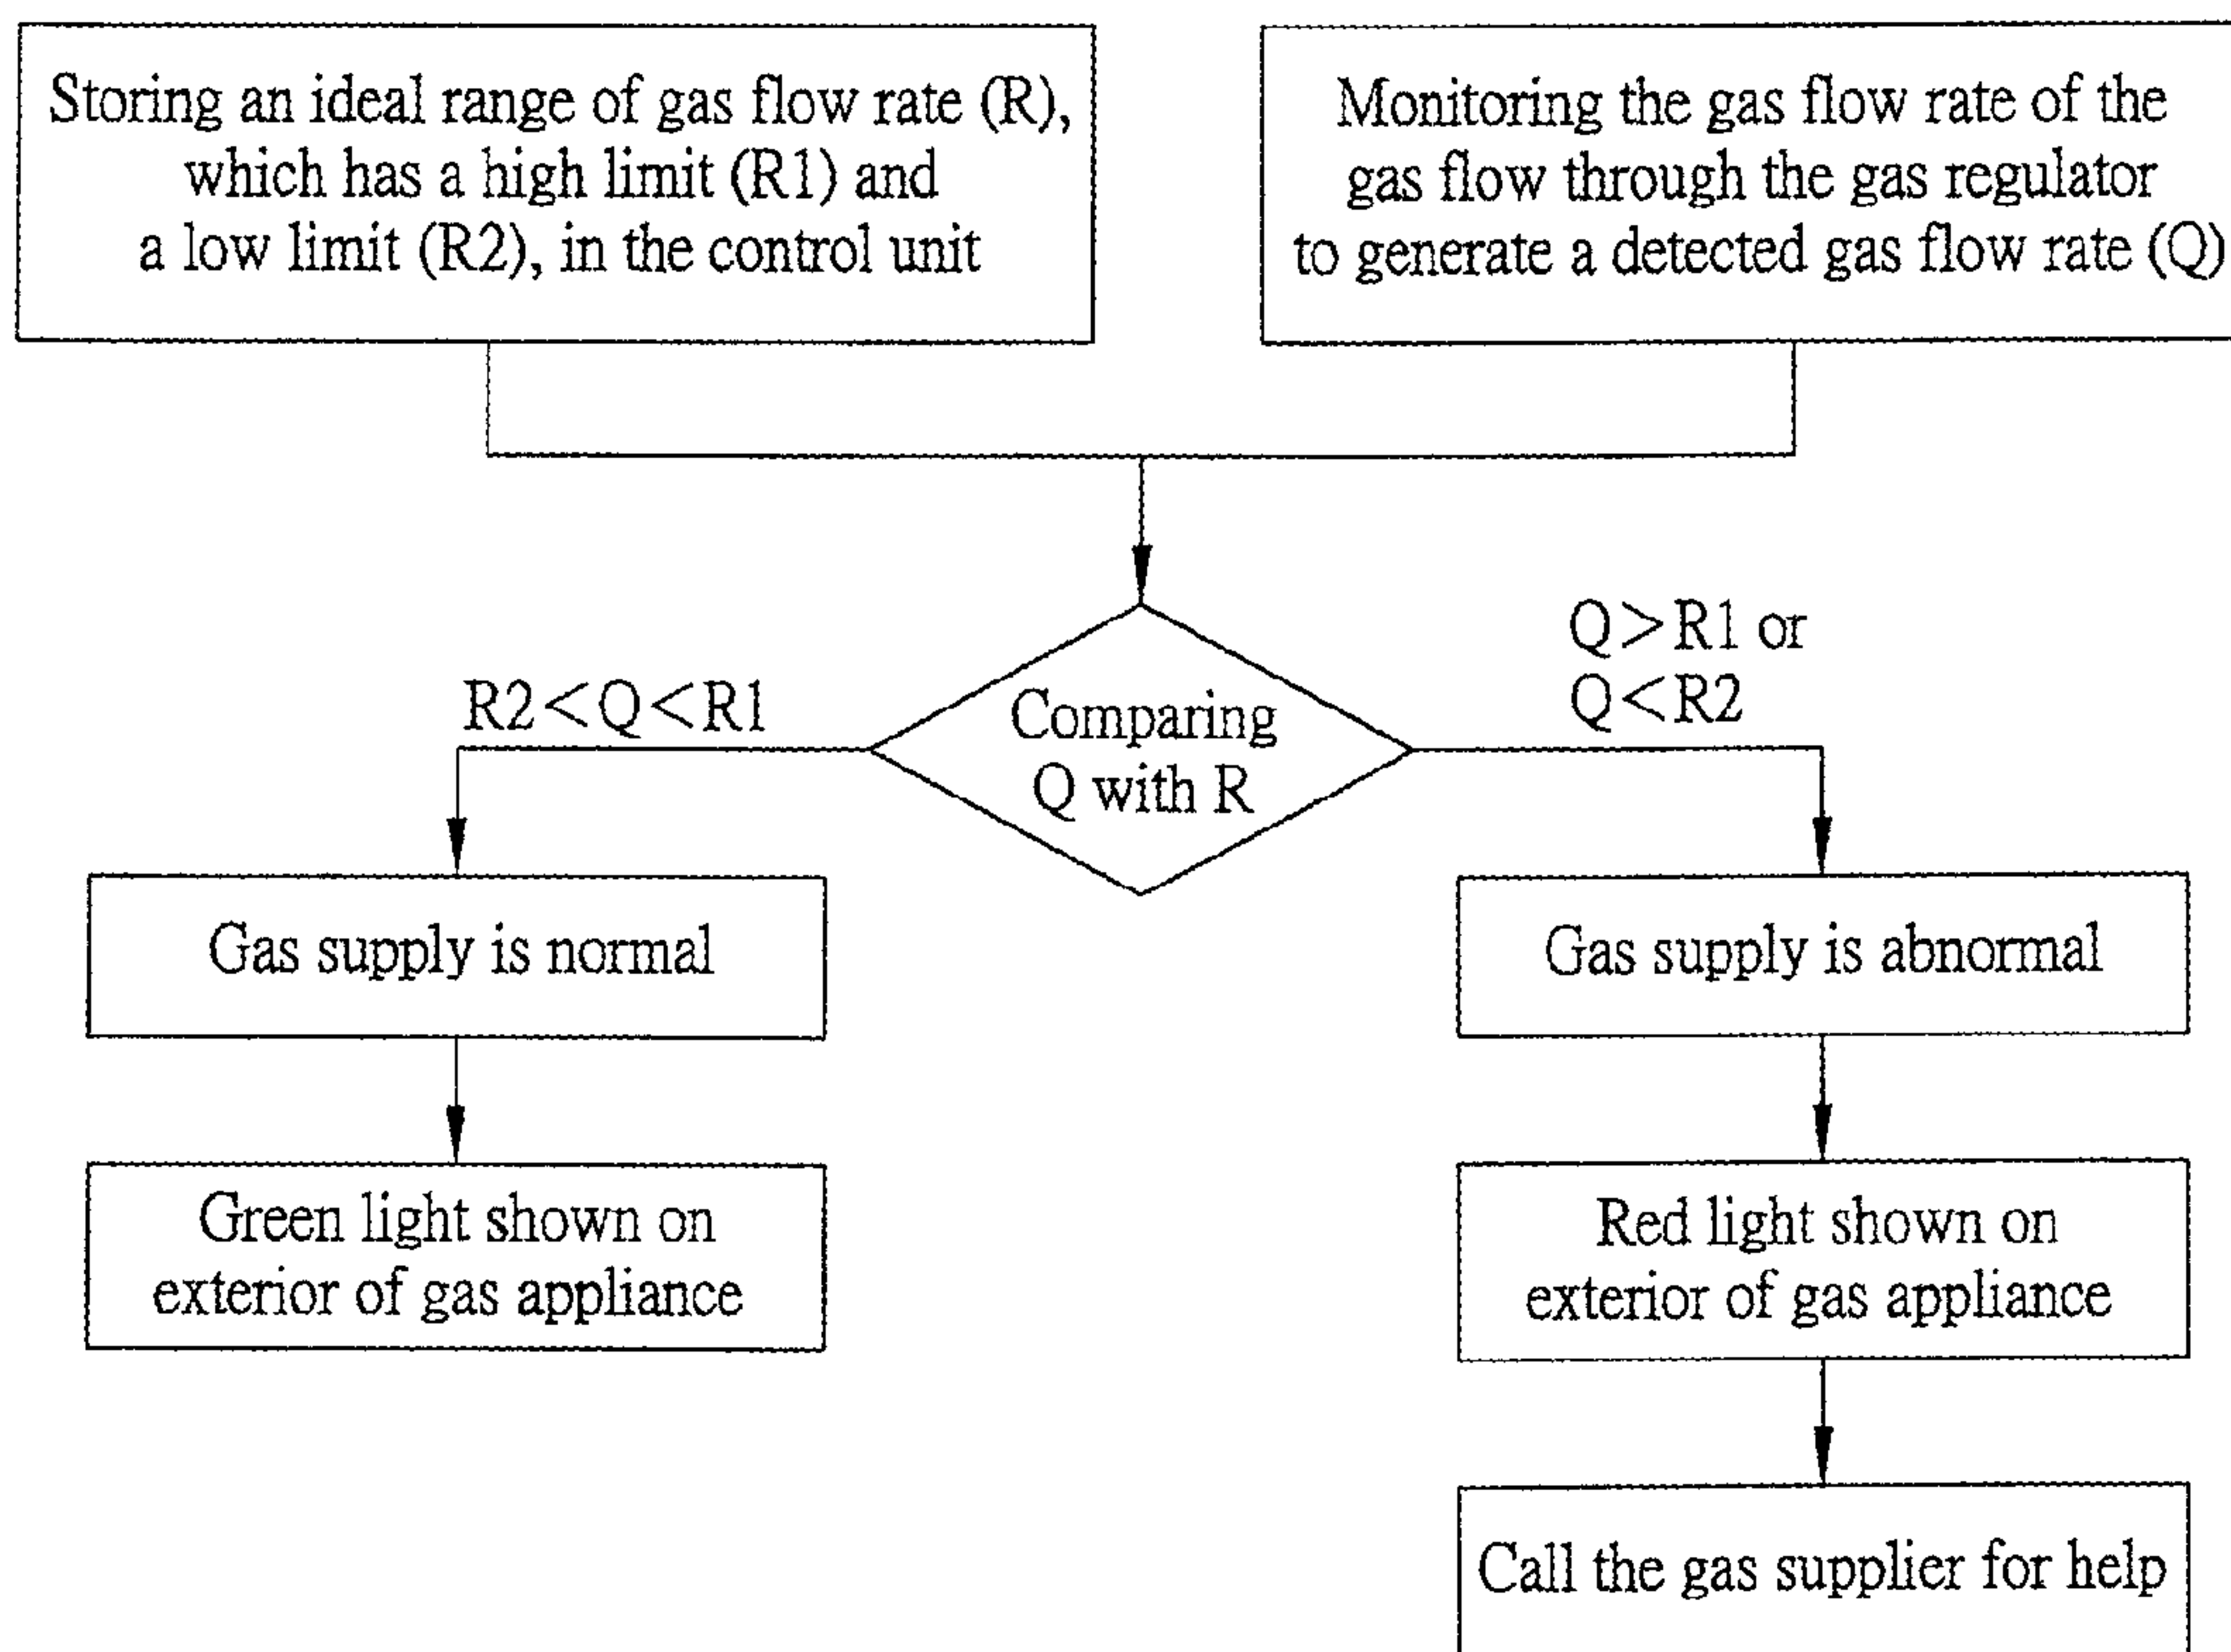 Storing an ideal range of gas flow rate (R),
which has a high limit (R1) and
a low limit (R2), in the control unit
Monitoring the gas flow rate of the
gas flow through the gas regulator
to generate a detected gas flow rate (Q)
Q>R1 or
Q<R2
R2<Q<R1
Comparing
Q with R
Gas supply is normal
Gas supply is abnormal
Green light shown on
exterior of gas appliance
Red light shown on
exterior of gas appliance
Call the gas supplier for help